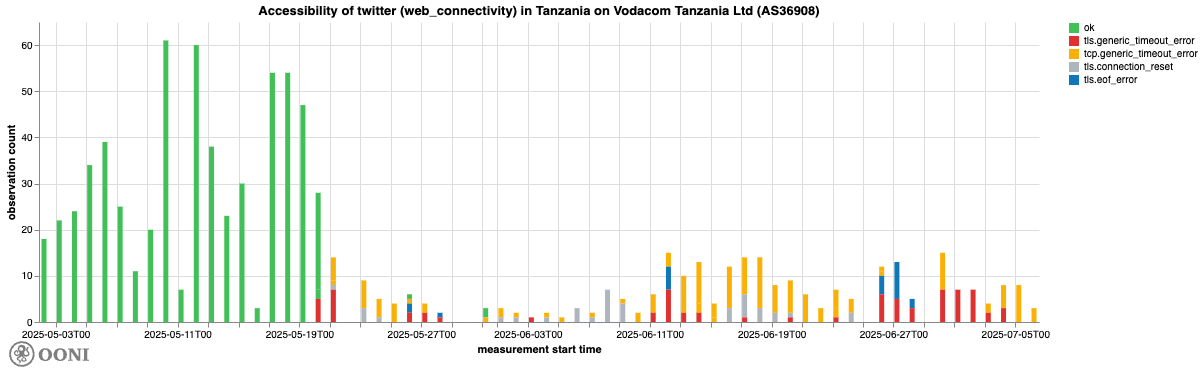 Accessibility of twitter (web_connectivity) in Tanzania on Vodacom Tanzania Ltd (AS36908)
ok
tls.generic_timeout_error
tcp.generic_timeout_error
tls.connection_reset
tls.eof_error
observation count
60
50
40
30
20
10
0
2025-05-03T00 2025-05-11T00 2025-05-19T00 2025-05-27T00 2025-06-03T00 2025-06-11T00 2025-06-19T00 2025-06-27T00 2025-07-05T00
measurement start time
OONI